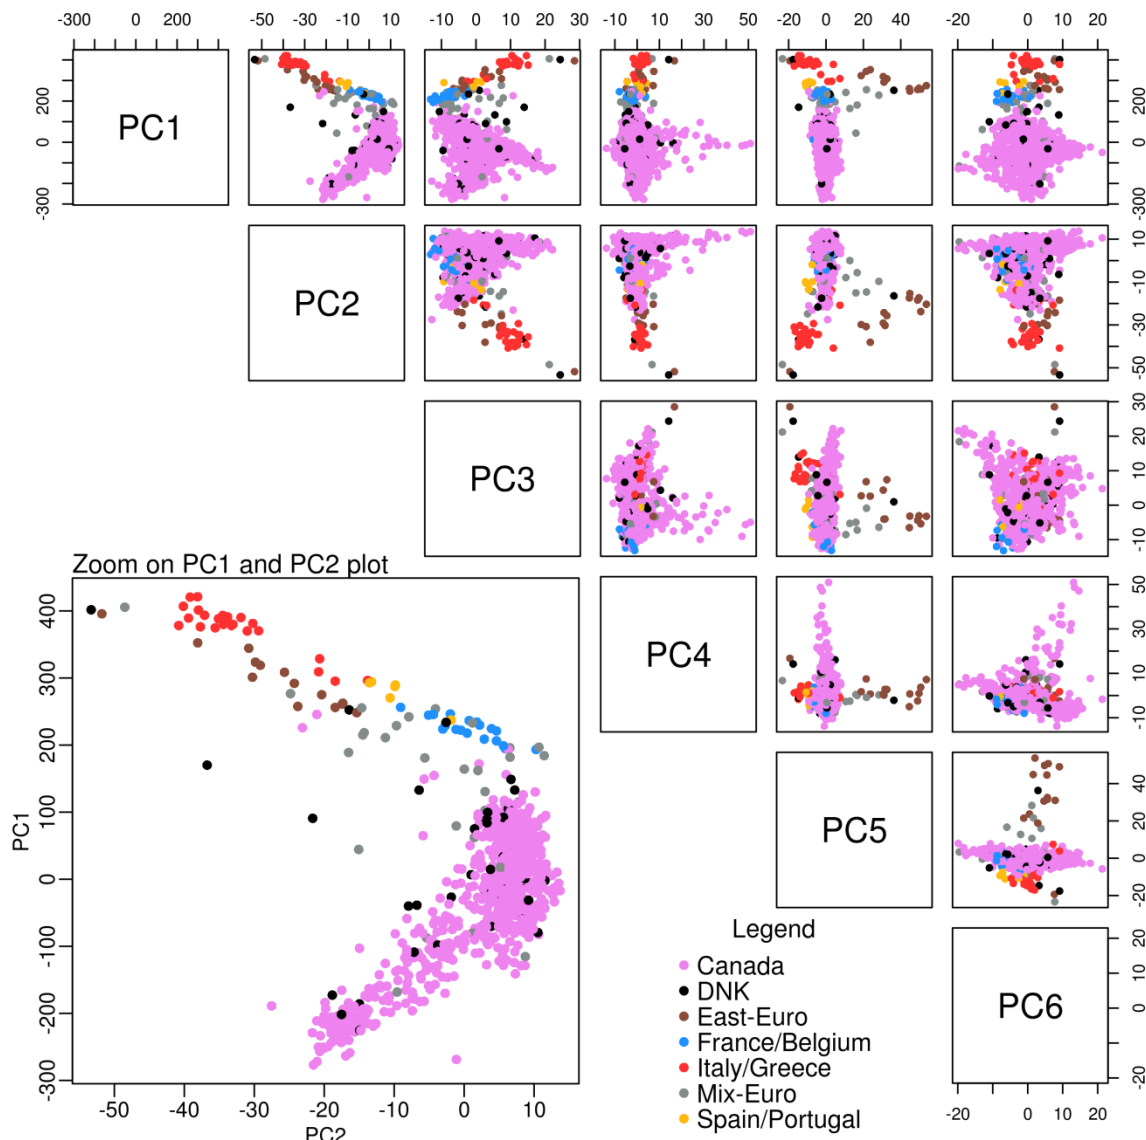 -300 0 200
-50 -30 -10 10
-10 0 10 20 30
-10 10 30 50
-20 0 20 40
-20 0 10 20
PC1
-300 0 200
-300 0 200
PC2
-50 -30 -10 10
PC3
-10 0 10 20 30
Zoom on PC1 and PC2 plot
PC4
-10 10 30 50
PC5
-20 0 20 40
PC6
-20 0 10 20
-20 0 10 20
PC1
-300 -200 -100 0 100 200 300 400
-50 -40 -30 -20 -10 0 10
PC2
Legend
Canada
DNK
East-Euro
France/Belgium
Italy/Greece
Mix-Euro
Spain/Portugal